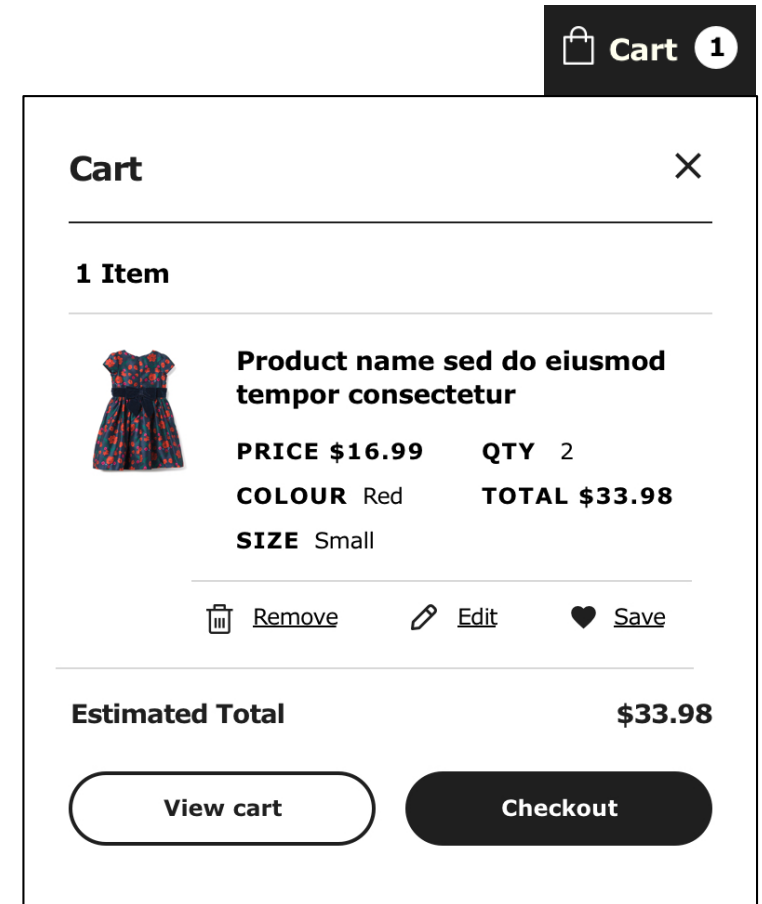 Cart 1
Cart
1 Item
Product name sed do eiusmod
tempor consectetur
PRICE $16.99 QTY 2
COLOUR Red TOTAL $33.98
SIZE Small
Remove Edit Save
Estimated Total $33.98
View cart Checkout